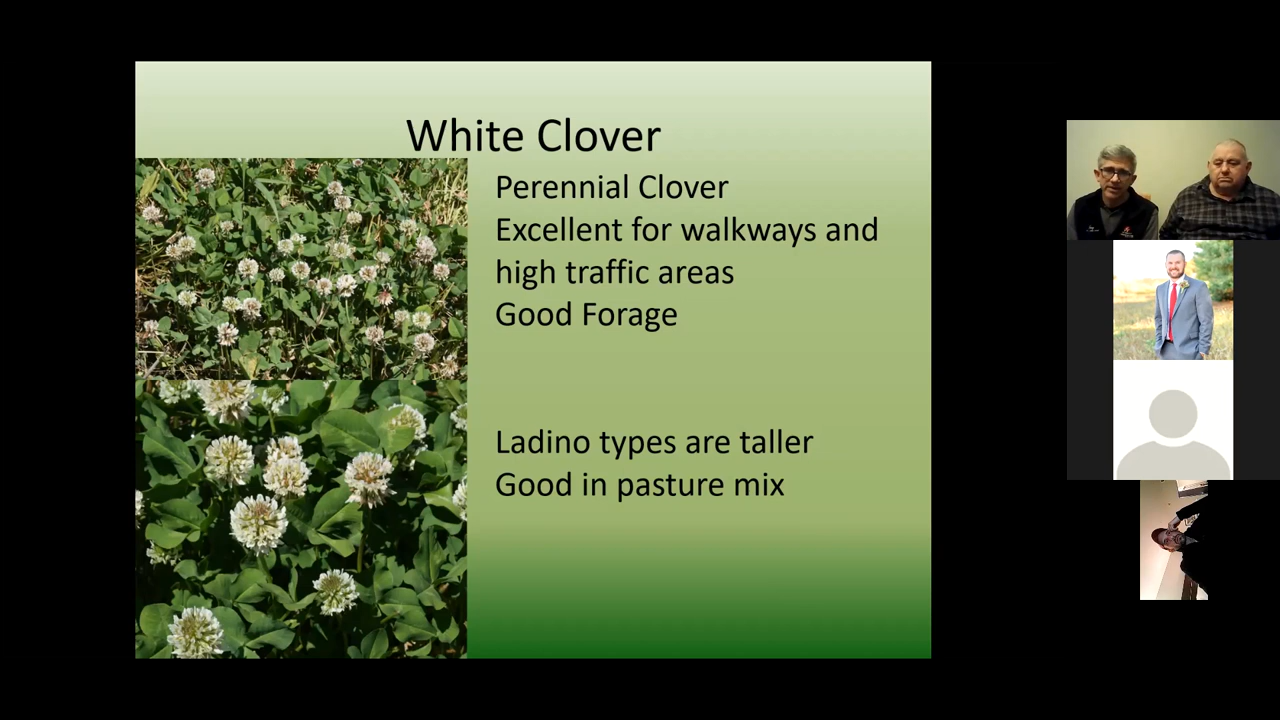 White Clover
Perennial Clover
Excellent for walkways and
high traffic areas
Good Forage
Ladino types are taller
Good in pasture mix